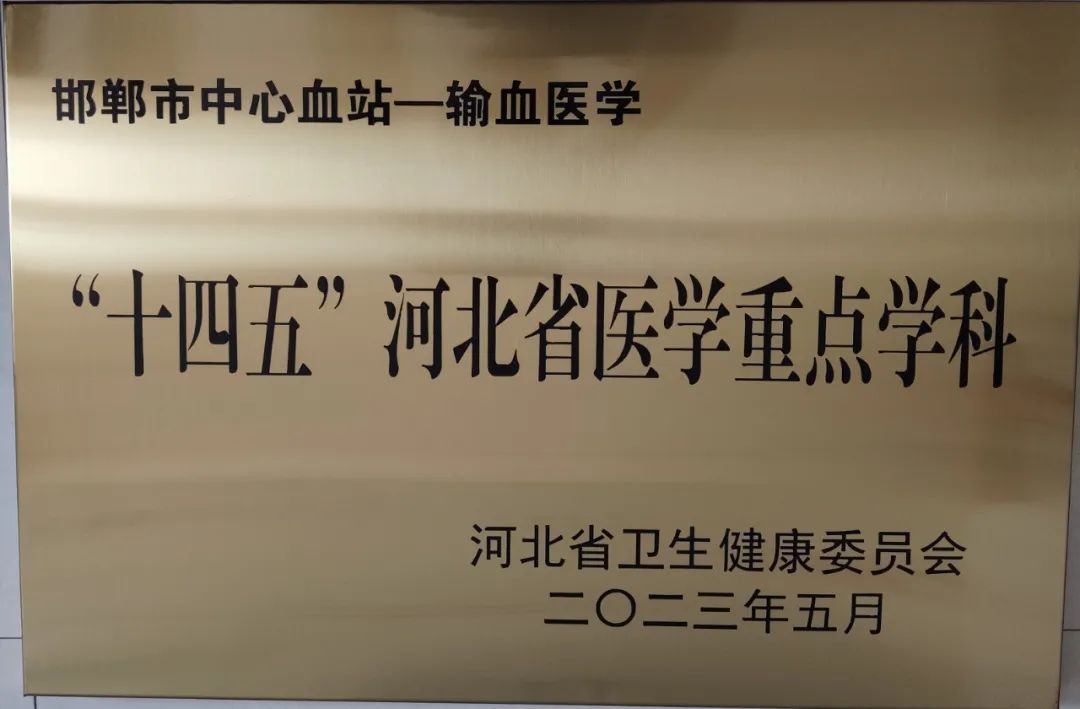 邯郸市中心血站—输血医学
“十四五”河北省医学重点学科
河北省卫生健康委员会
二〇二三年五月